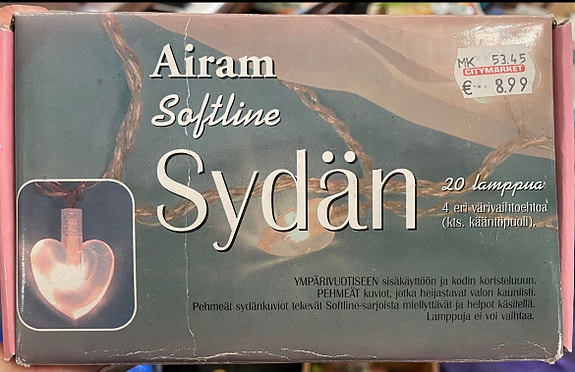 Airam
Softline
Sydän
MK 53.45
CITYMARKET
€ 8.99
20 lamppua
4 eri värivaihtoehtoa
(kts. kääntöpuoli).
YMPÄRIVUOTISEEN sisäkäyttöön ja kodin koristeluun.
PEHMEÄT kuviot, jotka heijastavat valon kauniisti.
Pehmeät sydänkuviot tekevät Softline-sarjoista miellyttävät ja helpot käsitellä.
Lamppuja ei voi vaihtaa.